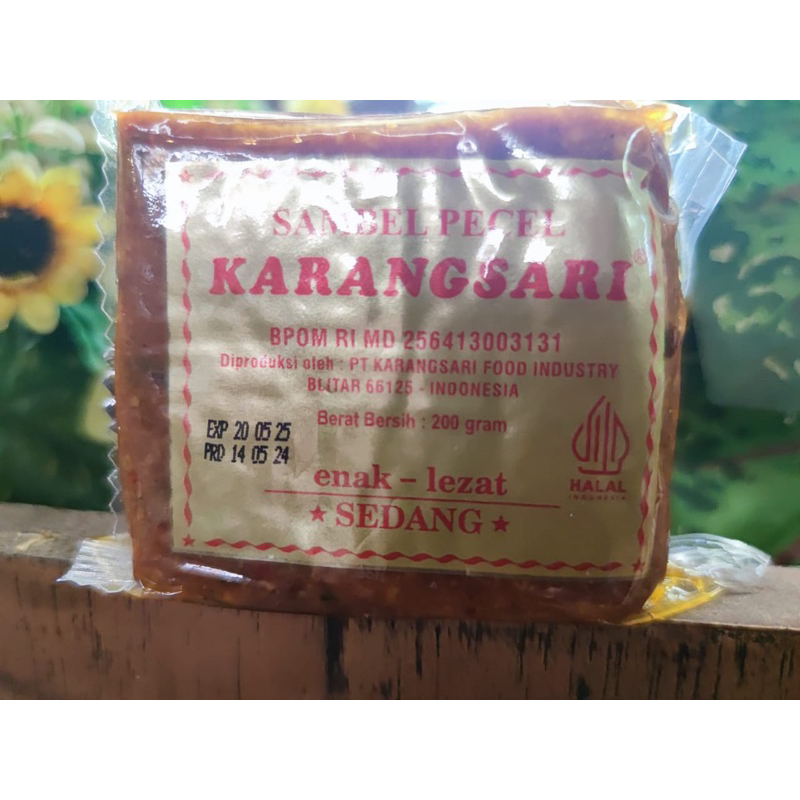 SAMBEL PECEL
KARANGSARI®
BPOM RI MD 256413003131
Diproduksi oleh : PT KARANGSARI FOOD INDUSTRY
BLITAR 66125 - INDONESIA
Berat Bersih : 200 gram
EXP 20 05 25
PRD 14 05 24
enak - lezat
SEDANG
HALAL
INDONESIA